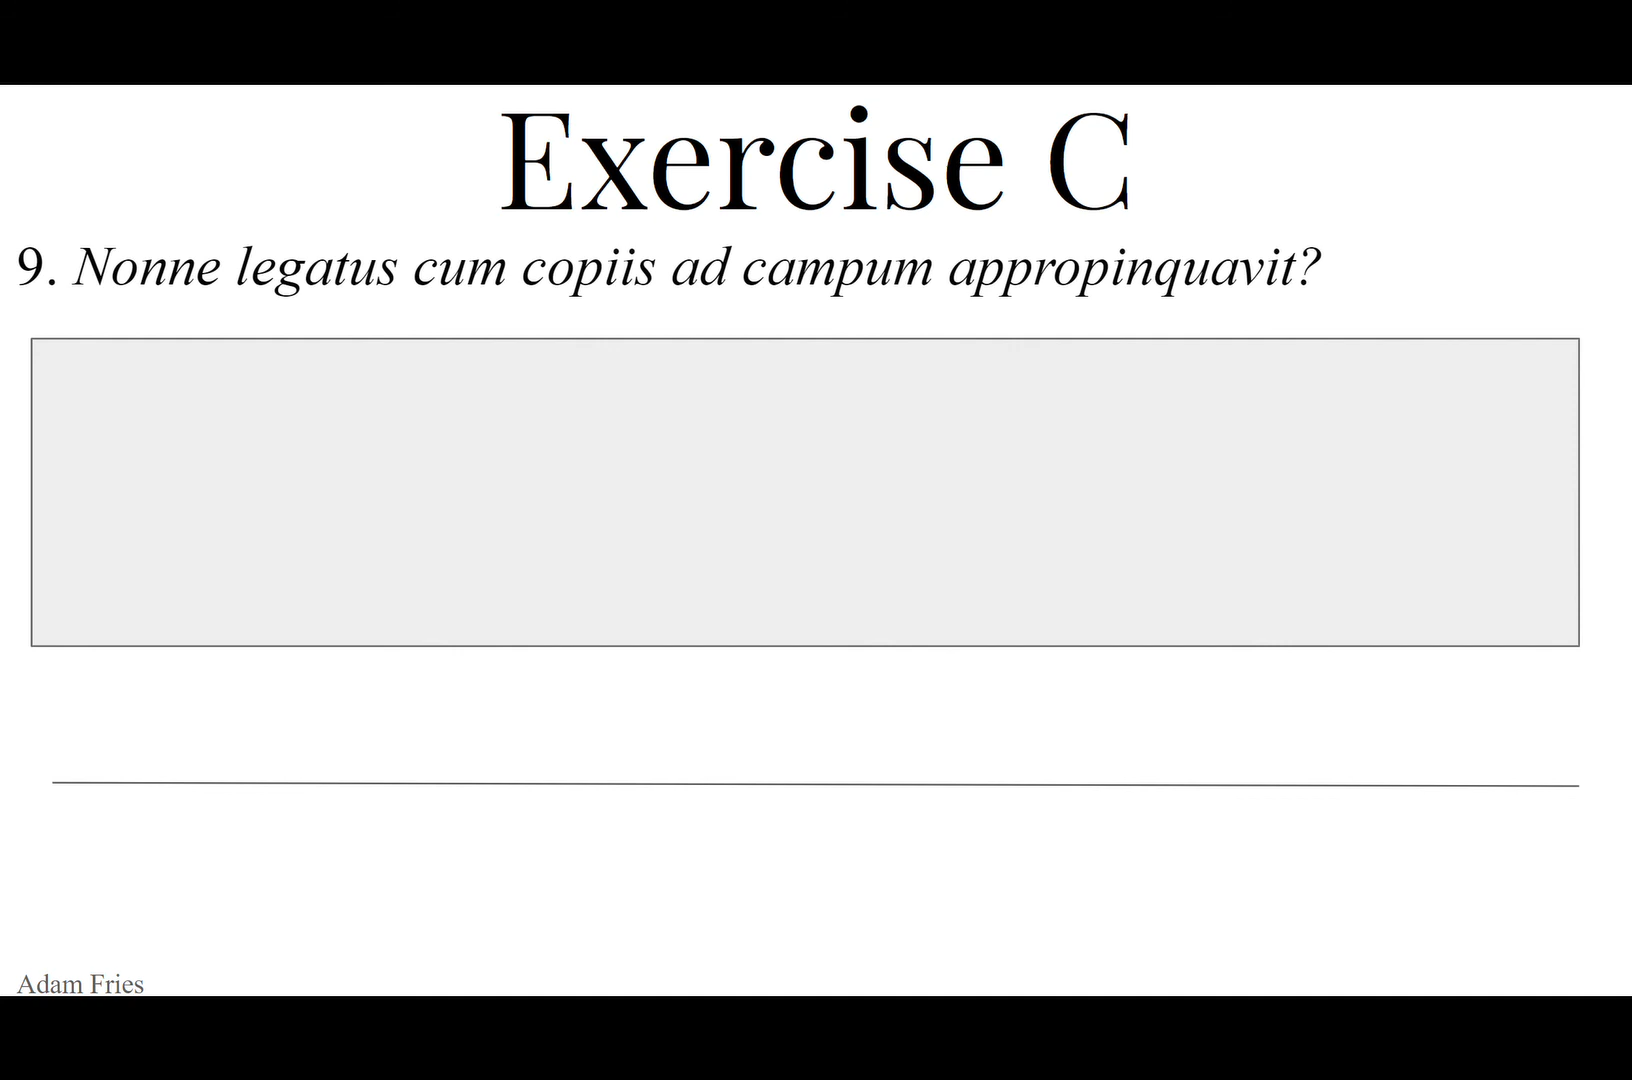 Exercise C
9. Nonne legatus cum copiis ad campum appropinquavit?
Adam Fries